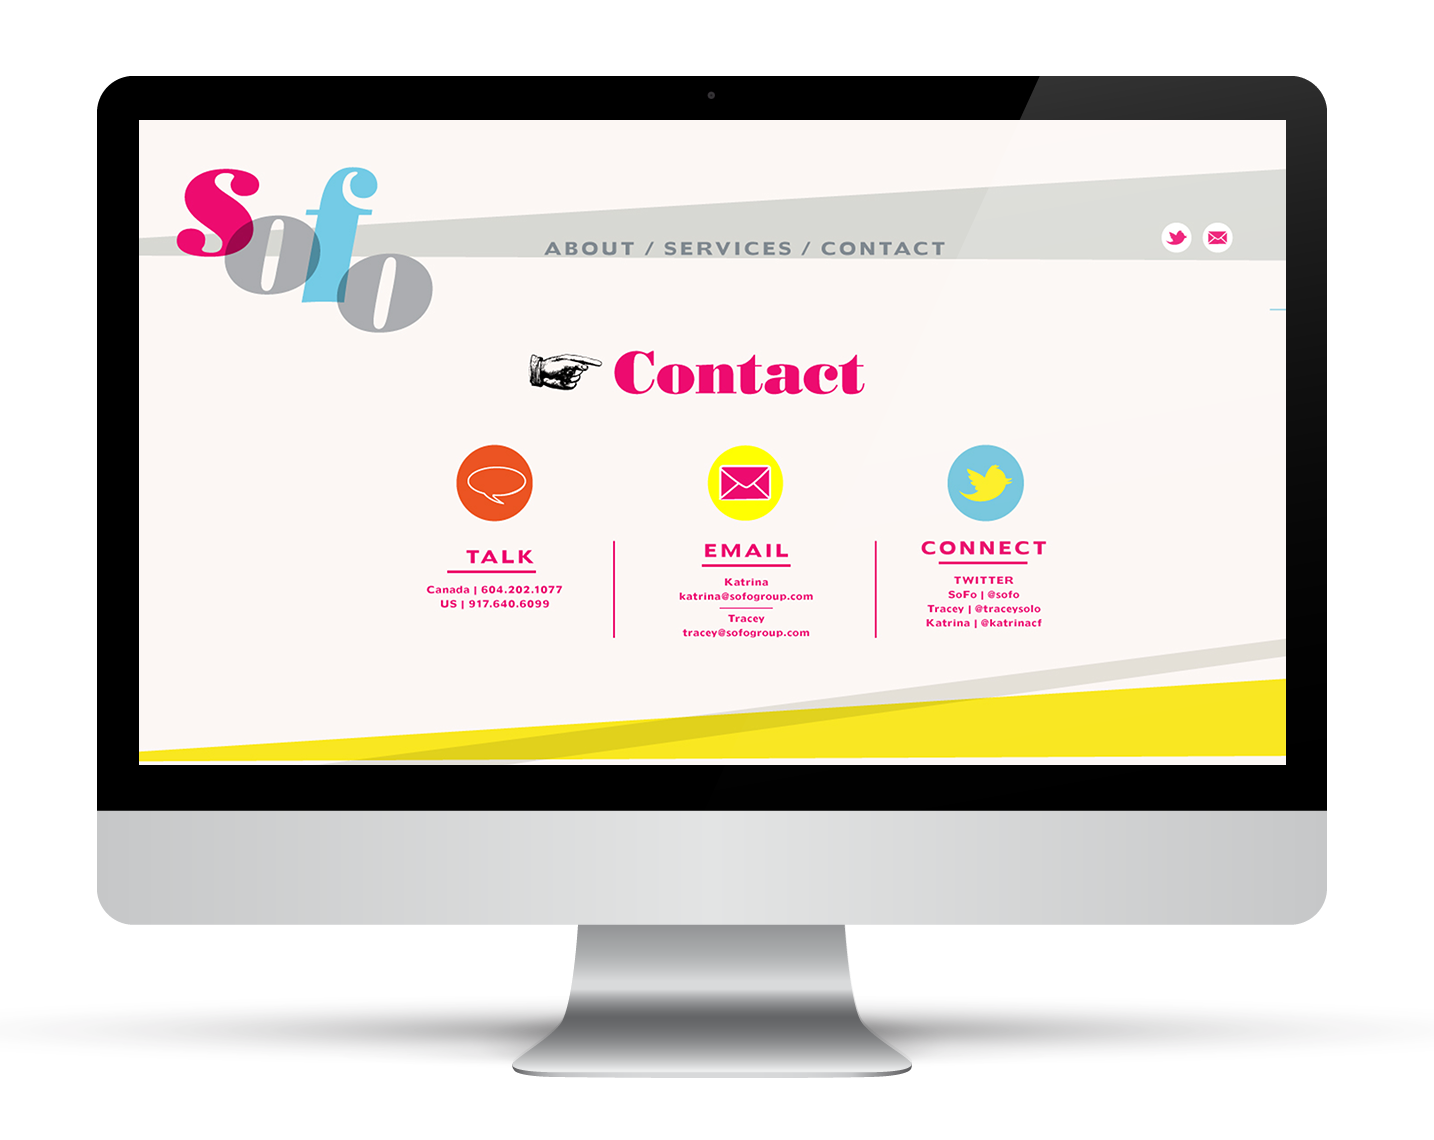 Sofo
ABOUT / SERVICES / CONTACT
Contact
TALK
Canada | 604.202.1077
US | 917.640.6099
EMAIL
Katrina
katrina@sofogroup.com
Tracey
tracey@sofogroup.com
CONNECT
TWITTER
SoFo | @sofo
Tracey | @traceysolo
Katrina | @katrinacf